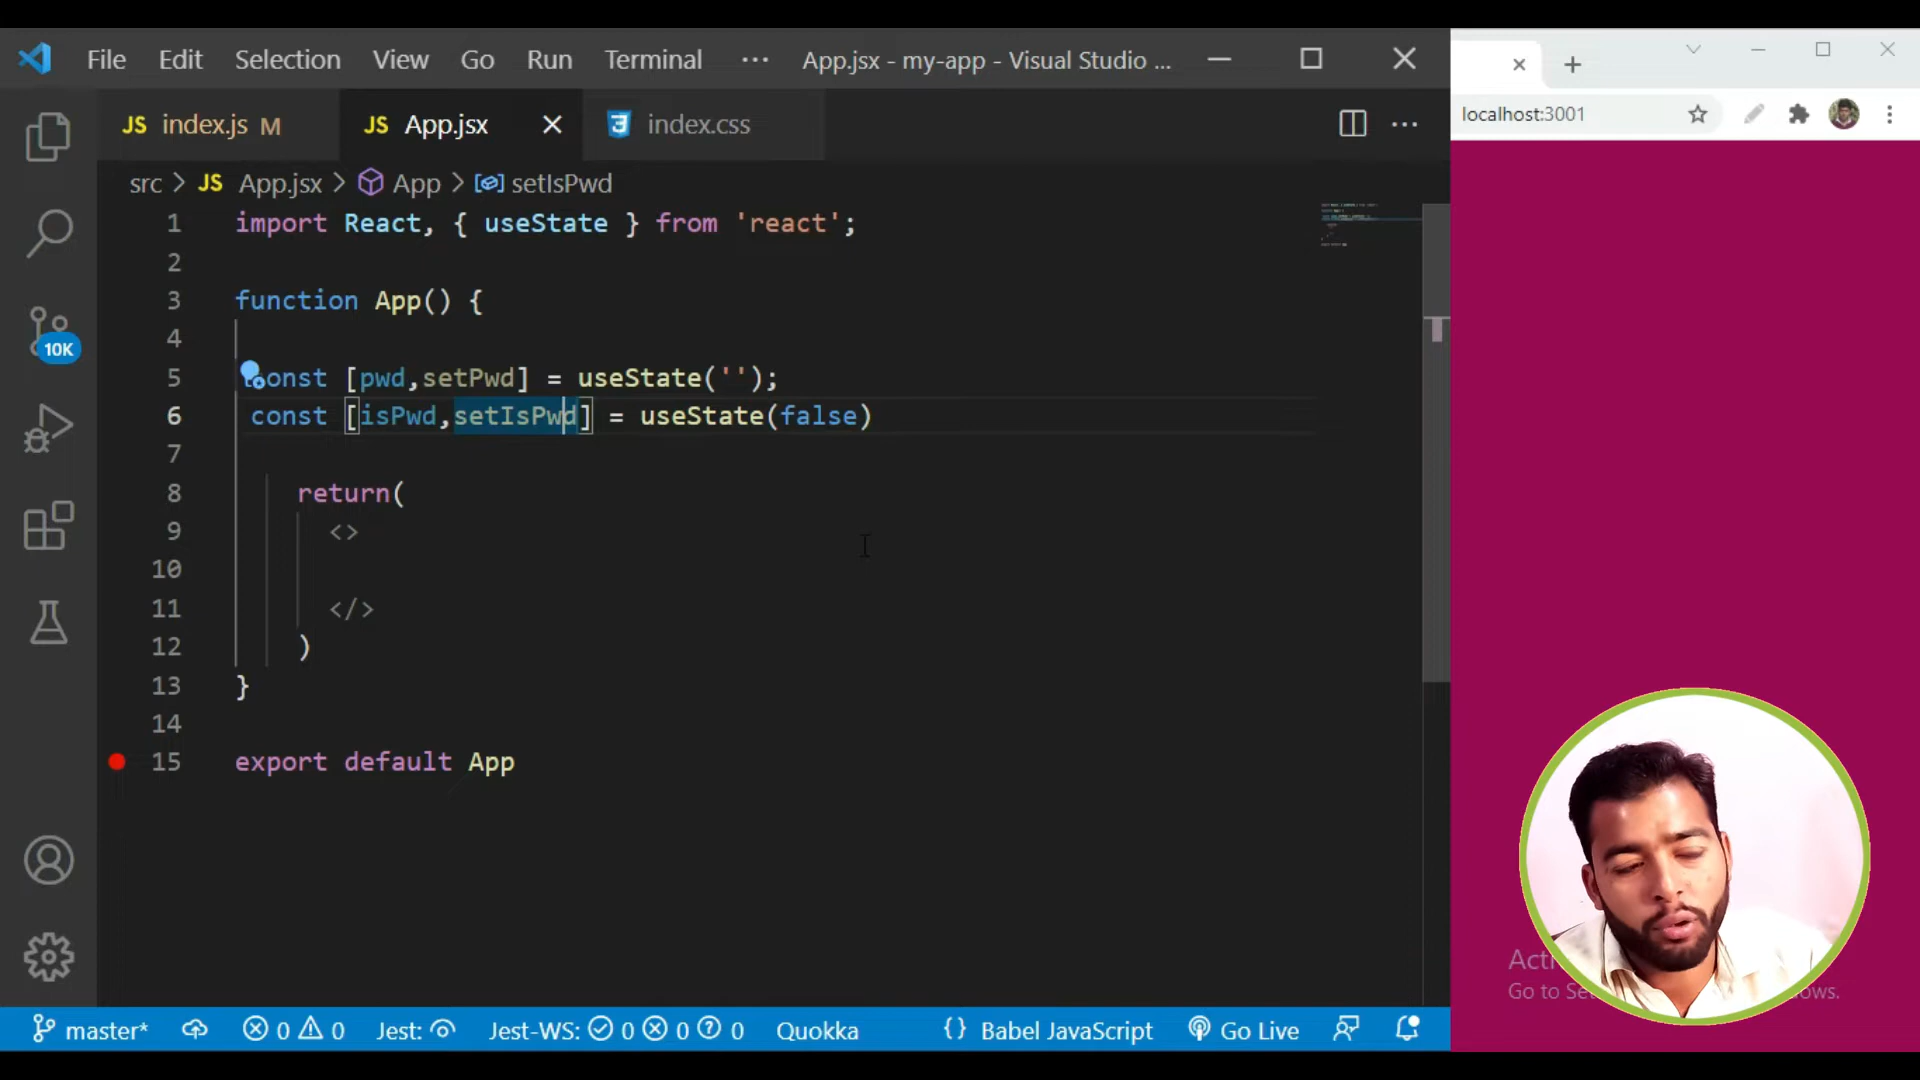 File Edit Selection View Go Run Terminal ··· App.jsx - my-app - Visual Studio ...
JS index.js M JS App.jsx index.css
src > JS App.jsx > App > setIsPwd
1 import React, { useState } from 'react';
2
3 function App() {
4
5 const [pwd,setPwd] = useState('');
6 const [isPwd,setIsPwd] = useState(false)
7
8 return(
9 <>
10
11 </>
12 )
13 }
14
15 export default App
10K
master* 0 0 Jest: Jest-WS: 0 0 0 Quokka {} Babel JavaScript Go Live
localhost:3001
Go to